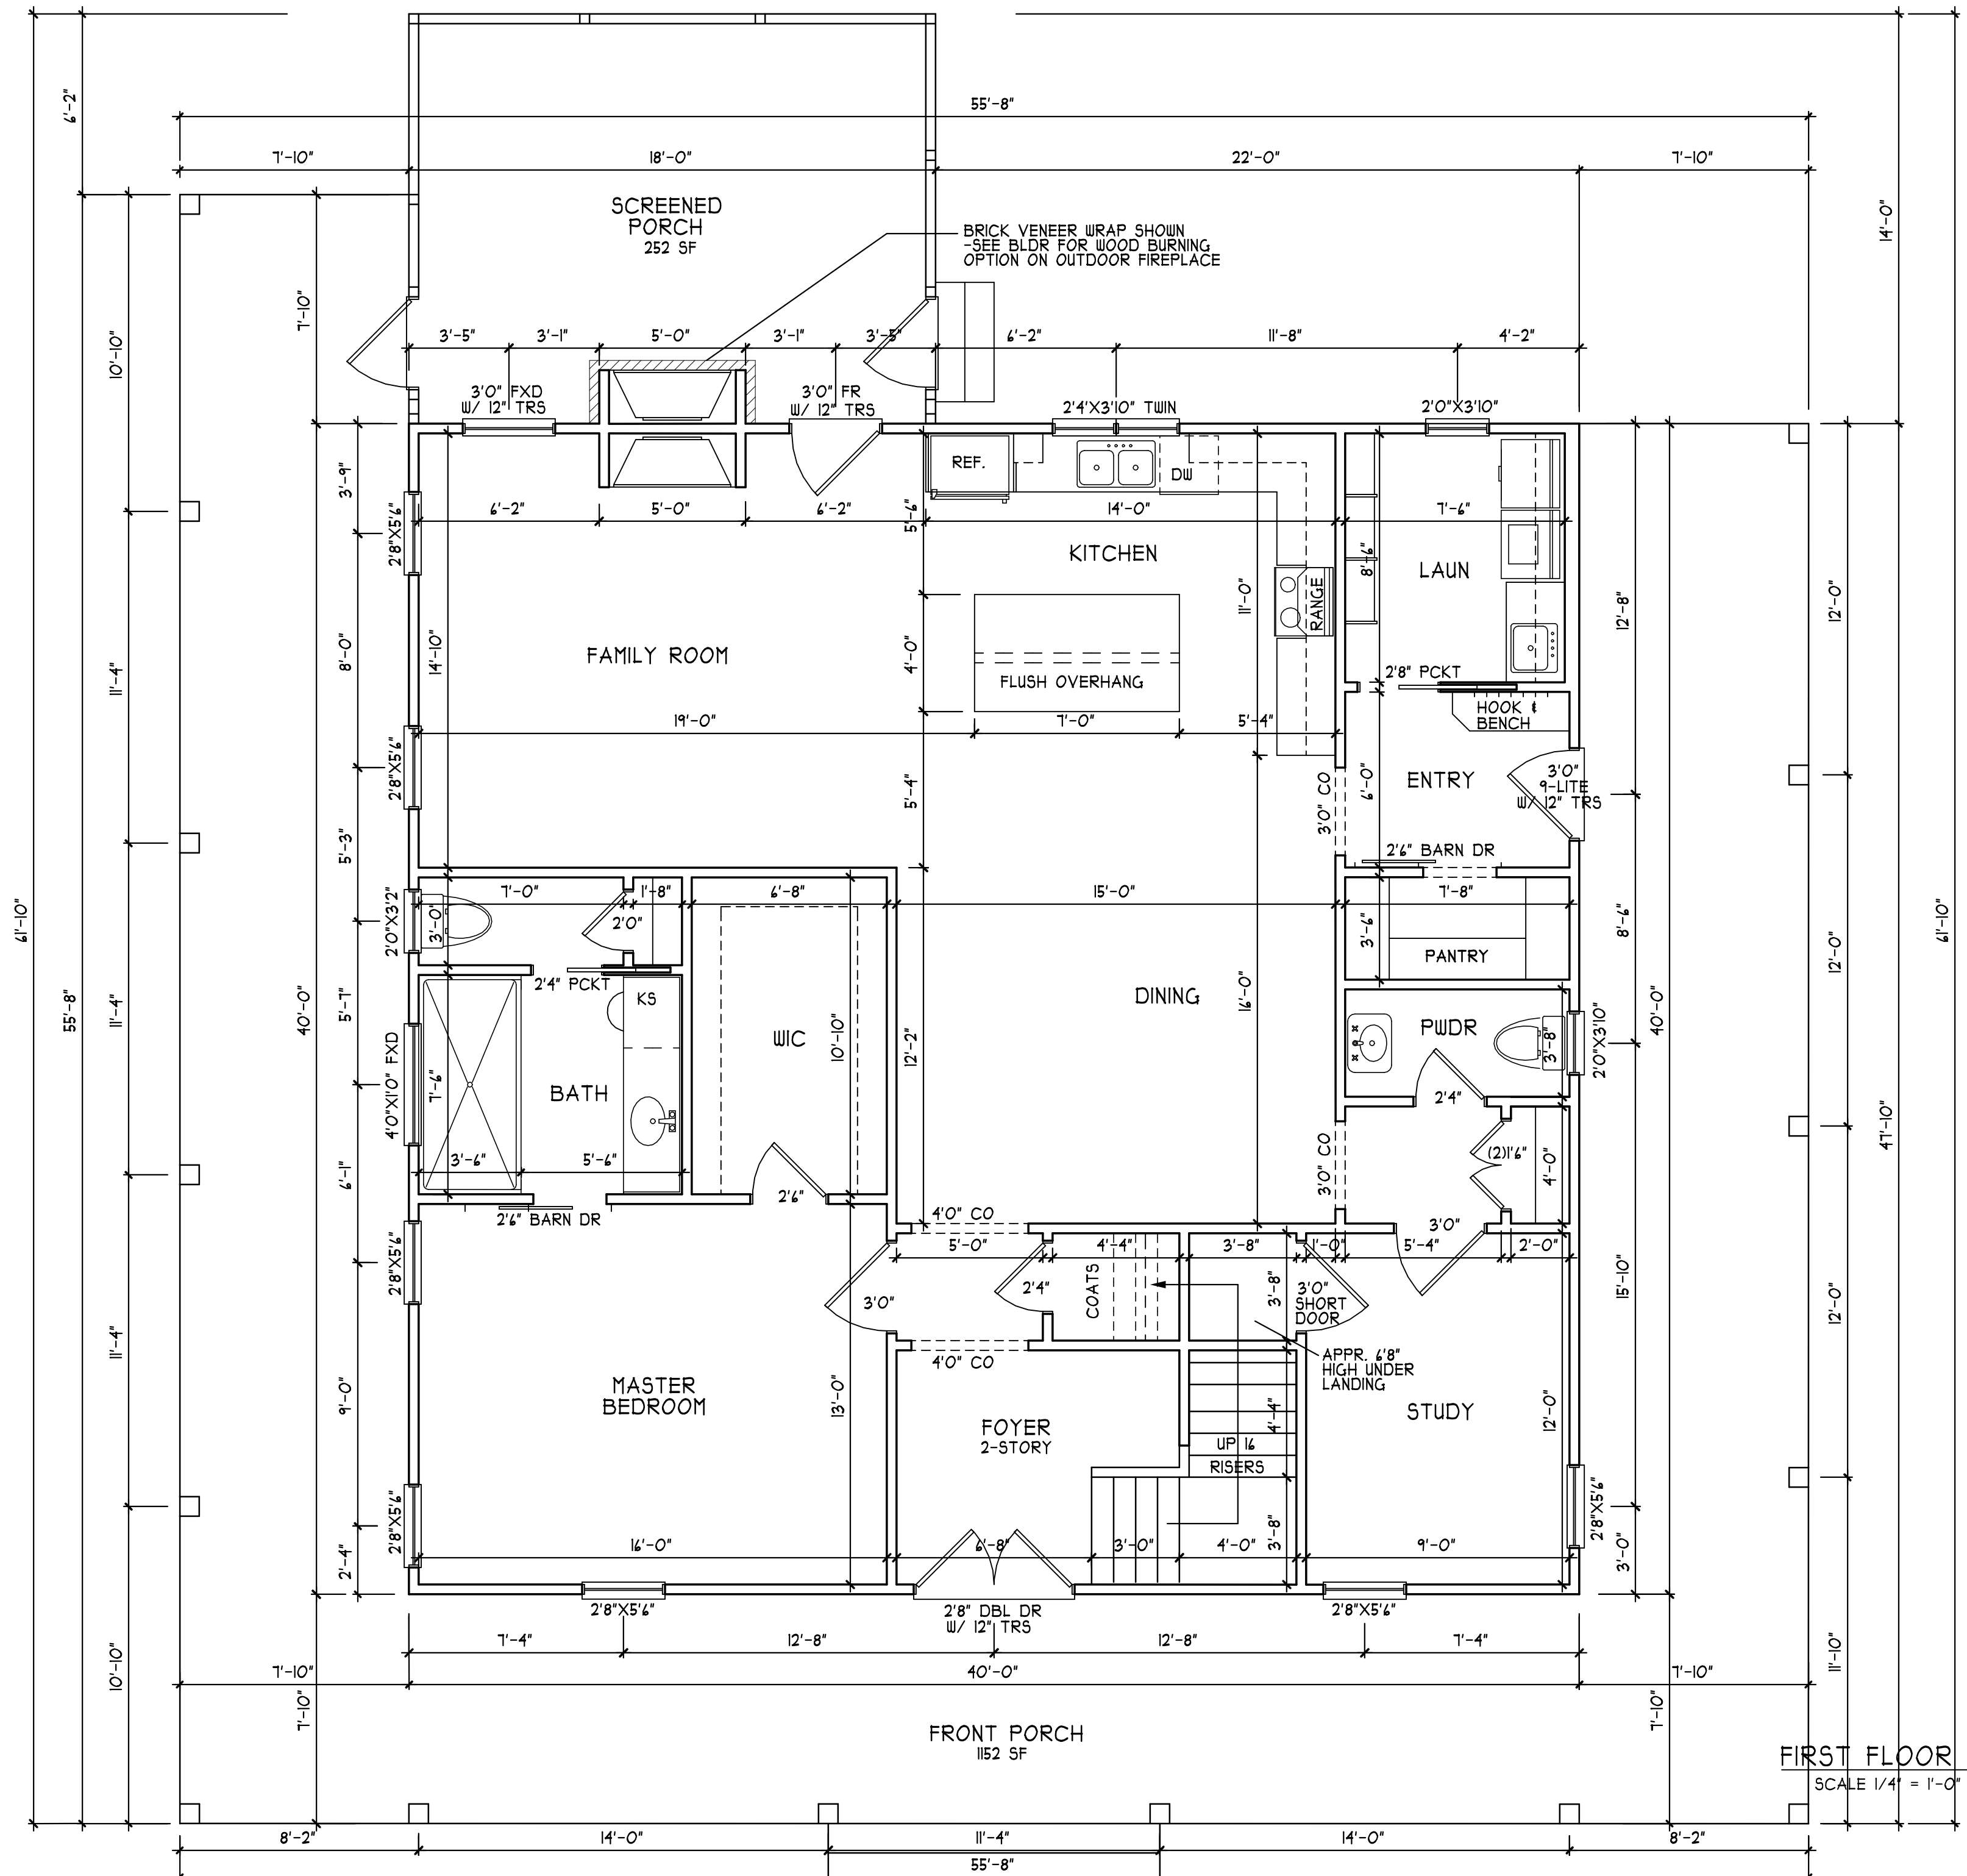 55'-8"
7'-10"
18'-0"
22'-0"
7'-10"
6'-2"
14'-0"
SCREENED
PORCH
252 SF
BRICK VENEER WRAP SHOWN
-SEE BLDR FOR WOOD BURNING
OPTION ON OUTDOOR FIREPLACE
7'-10"
10'-10"
3'-5"
3'-1"
5'-0"
3'-1"
3'-5"
6'-2"
11'-8"
4'-2"
3'0" FXD
W/ 12" TRS
3'0" FR
W/ 12" TRS
2'4'X3'10" TWIN
2'0"X3'10"
3'-9"
REF.
DW
6'-2"
5'-0"
6'-2"
5'-6"
14'-0"
7'-6"
2'8"X5'6"
KITCHEN
LAUN
8'-6"
RANGE
11'-0"
12'-8"
12'-0"
FAMILY ROOM
14'-10"
8'-0"
11'-4"
4'-0"
FLUSH OVERHANG
2'8" PCKT
HOOK &
BENCH
19'-0"
7'-0"
5'-4"
2'8"X5'6"
5'-4"
ENTRY
6'-0"
3'0" CO
3'0"
9-LITE
W/ 12" TRS
5'-3"
2'6" BARN DR
61'-10"
61'-10"
7'-0"
1'-8"
6'-8"
15'-0"
7'-8"
2'0"X3'2"
3'-0"
2'0"
3'-6"
8'-6"
12'-0"
PANTRY
2'4" PCKT
KS
DINING
16'-0"
55'-8"
11'-4"
40'-0"
5'-7"
WIC
10'-10"
12'-2"
PWDR
3'-8"
2'0"X3'10"
40'-0"
4'0"X1'0" FXD
7'-6"
BATH
2'4"
47'-10"
3'-6"
5'-6"
6'-1"
2'6"
3'0" CO
(2)1'6"
4'-0"
2'6" BARN DR
4'0" CO
3'0"
5'-0"
4'-4"
3'-8"
1'-0"
5'-4"
2'-0"
2'8"X5'6"
3'0"
2'4"
COATS
3'-8"
3'0"
SHORT
DOOR
15'-10"
12'-0"
11'-4"
4'0" CO
APPR. 6'8"
HIGH UNDER
LANDING
MASTER
BEDROOM
13'-0"
9'-0"
FOYER
2-STORY
4'-4"
UP 16
RISERS
STUDY
12'-0"
2'8"X5'6"
2'8"X5'6"
2'-4"
16'-0"
6'-8"
3'-0"
4'-0"
3'-8"
9'-0"
3'-0"
2'8"X5'6"
2'8" DBL DR
W/ 12" TRS
2'8"X5'6"
7'-4"
12'-8"
12'-8"
7'-4"
10'-10"
7'-10"
40'-0"
7'-10"
11'-10"
7'-10"
7'-10"
FRONT PORCH
1152 SF
FIRST FLOOR
SCALE 1/4" = 1'-0"
8'-2"
14'-0"
11'-4"
14'-0"
8'-2"
55'-8"
12'-0"
11'-4"